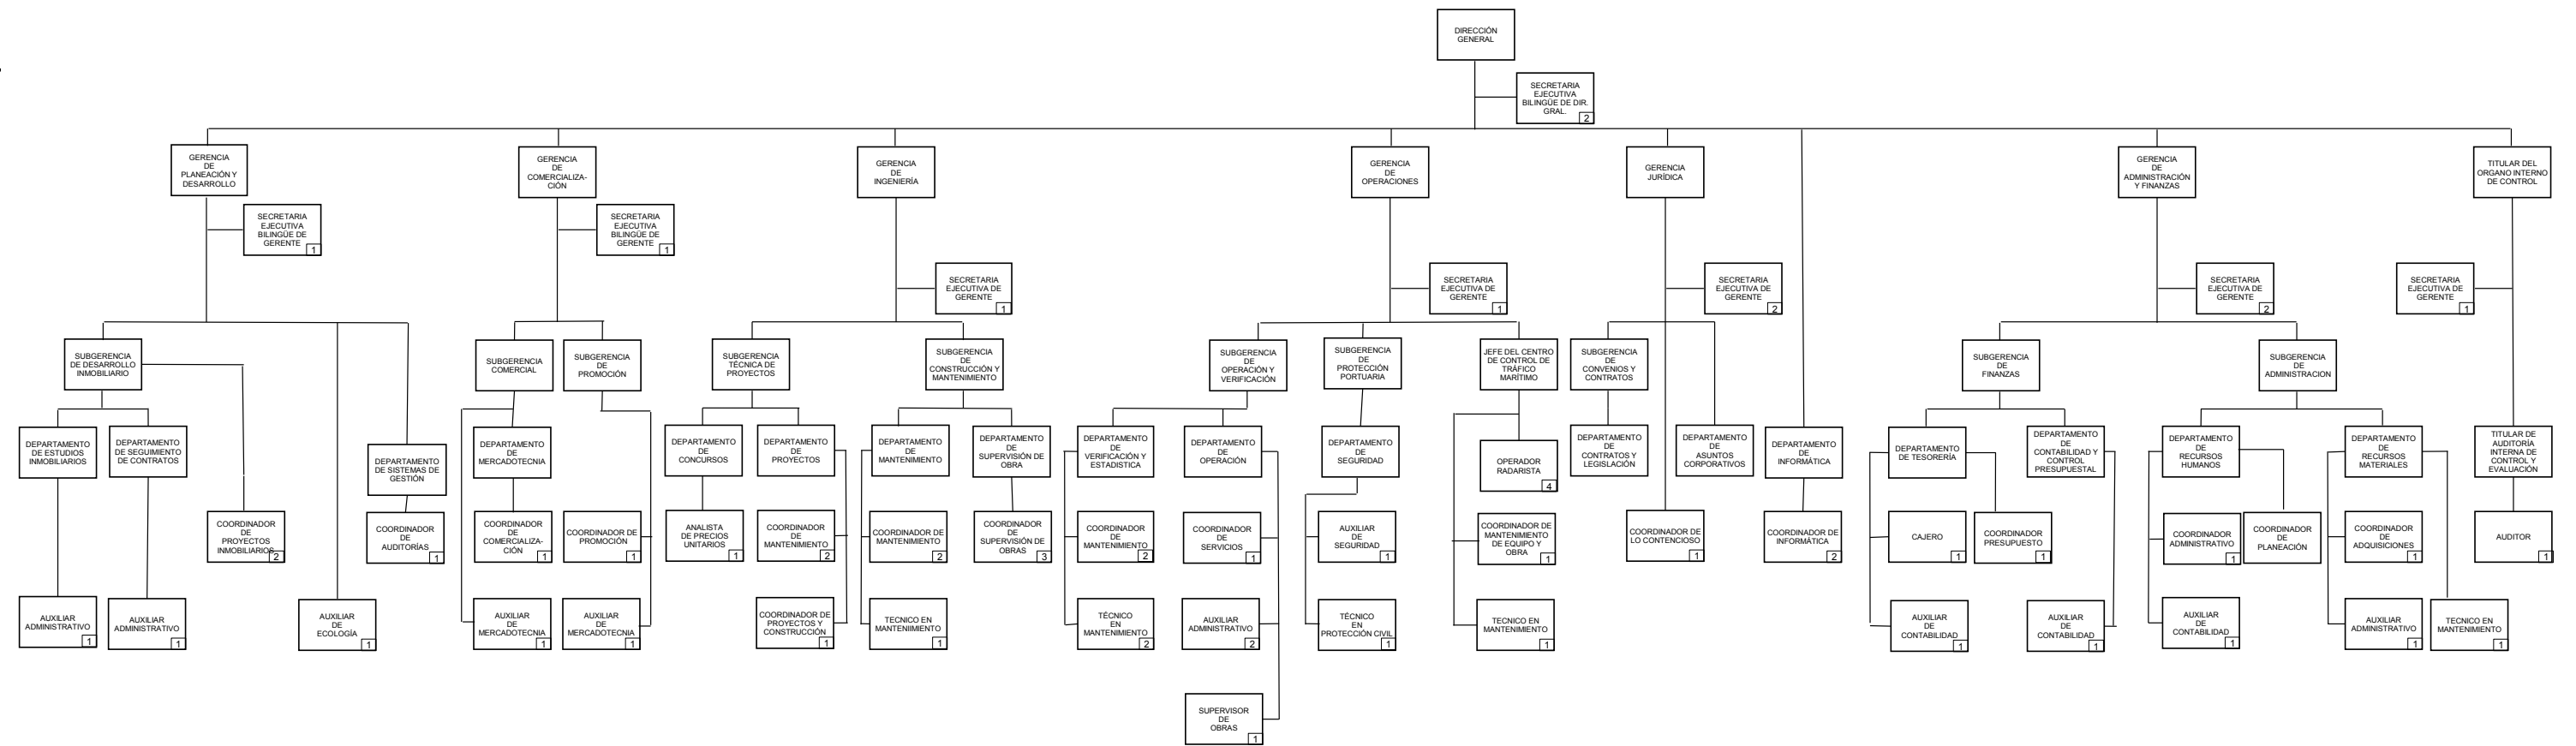 DIRECCIÓN
GENERAL
SECRETARIA
EJECUTIVA
BILINGÜE DE DIR.
GRAL.
2
GERENCIA
DE
PLANEACIÓN Y
DESARROLLO
GERENCIA
DE
COMERCIALIZA-
CIÓN
GERENCIA
DE
INGENIERÍA
GERENCIA
DE
OPERACIONES
GERENCIA
JURÍDICA
GERENCIA
DE
ADMINISTRACIÓN
Y FINANZAS
TITULAR DEL
ORGANO INTERNO
DE CONTROL
SECRETARIA
EJECUTIVA
BILINGÜE DE
GERENTE
1
SECRETARIA
EJECUTIVA
BILINGÜE DE
GERENTE
1
SECRETARIA
EJECUTIVA DE
GERENTE
1
SECRETARIA
EJECUTIVA DE
GERENTE
1
SECRETARIA
EJECUTIVA DE
GERENTE
2
SECRETARIA
EJECUTIVA DE
GERENTE
2
SECRETARIA
EJECUTIVA DE
GERENTE
1
SUBGERENCIA
DE DESARROLLO
INMOBILIARIO
SUBGERENCIA
COMERCIAL
SUBGERENCIA
DE
PROMOCIÓN
SUBGERENCIA
TÉCNICA DE
PROYECTOS
SUBGERENCIA
DE
CONSTRUCCIÓN Y
MANTENIMIENTO
SUBGERENCIA
DE
OPERACIÓN Y
VERIFICACIÓN
SUBGERENCIA
DE
PROTECCIÓN
PORTUARIA
JEFE DEL CENTRO
DE CONTROL DE
TRÁFICO
MARÍTIMO
SUBGERENCIA
DE
CONVENIOS Y
CONTRATOS
SUBGERENCIA
DE
FINANZAS
SUBGERENCIA
DE
ADMINISTRACION
DEPARTAMENTO
DE ESTUDIOS
INMOBILIARIOS
DEPARTAMENTO
DE SEGUIMIENTO
DE CONTRATOS
DEPARTAMENTO
DE SISTEMAS DE
GESTIÓN
DEPARTAMENTO
DE
MERCADOTECNIA
DEPARTAMENTO
DE
CONCURSOS
DEPARTAMENTO
DE
PROYECTOS
DEPARTAMENTO
DE
MANTENIMIENTO
DEPARTAMENTO
DE
SUPERVISIÓN DE
OBRA
DEPARTAMENTO
DE
VERIFICACIÓN Y
ESTADISTICA
DEPARTAMENTO
DE
OPERACIÓN
DEPARTAMENTO
DE
SEGURIDAD
OPERADOR
RADARISTA
4
DEPARTAMENTO
DE
CONTRATOS Y
LEGISLACIÓN
DEPARTAMENTO
DE
ASUNTOS
CORPORATIVOS
DEPARTAMENTO
DE
INFORMÁTICA
DEPARTAMENTO
DE TESORERÍA
DEPARTAMENTO
DE
CONTABILIDAD Y
CONTROL
PRESUPUESTAL
DEPARTAMENTO
DE
RECURSOS
HUMANOS
DEPARTAMENTO
DE
RECURSOS
MATERIALES
TITULAR DE
AUDITORÍA
INTERNA DE
CONTROL Y
EVALUACIÓN
COORDINADOR
DE
PROYECTOS
INMOBILIARIOS
2
COORDINADOR
DE
AUDITORÍAS
1
COORDINADOR
DE
COMERCIALIZA-
CIÓN
1
COORDINADOR DE
PROMOCIÓN
1
ANALISTA
DE PRECIOS
UNITARIOS
1
COORDINADOR
DE
MANTENIMIENTO
2
COORDINADOR DE
MANTENIMIENTO
2
COORDINADOR
DE
SUPERVISIÓN DE
OBRAS
3
COORDINADOR
DE
MANTENIMIENTO
2
COORDINADOR
DE
SERVICIOS
1
AUXILIAR
DE
SEGURIDAD
1
COORDINADOR DE
MANTENIMIENTO
DE EQUIPO Y
OBRA
1
COORDINADOR DE
LO CONTENCIOSO
1
COORDINADOR DE
INFORMÁTICA
2
CAJERO
1
COORDINADOR
PRESUPUESTO
1
COORDINADOR
ADMINISTRATIVO
1
COORDINADOR
DE
PLANEACIÓN
COORDINADOR
DE
ADQUISICIONES
1
AUDITOR
1
AUXILIAR
ADMINISTRATIVO
1
AUXILIAR
ADMINISTRATIVO
1
AUXILIAR
DE
ECOLOGÍA
1
AUXILIAR
DE
MERCADOTECNIA
1
AUXILIAR
DE
MERCADOTECNIA
1
COORDINADOR DE
PROYECTOS Y
CONSTRUCCIÓN
1
TECNICO EN
MANTENIIMIENTO
1
TÉCNICO
EN
MANTENIMIENTO
2
AUXILIAR
ADMINISTRATIVO
2
TÉCNICO
EN
PROTECCIÓN CIVIL
1
TECNICO EN
MANTENIMIENTO
1
AUXILIAR
DE
CONTABILIDAD
1
AUXILIAR
DE
CONTABILIDAD
1
AUXILIAR
DE
CONTABILIDAD
1
AUXILIAR
ADMINISTRATIVO
1
TECNICO EN
MANTENIMIENTO
1
SUPERVISOR
DE
OBRAS
1